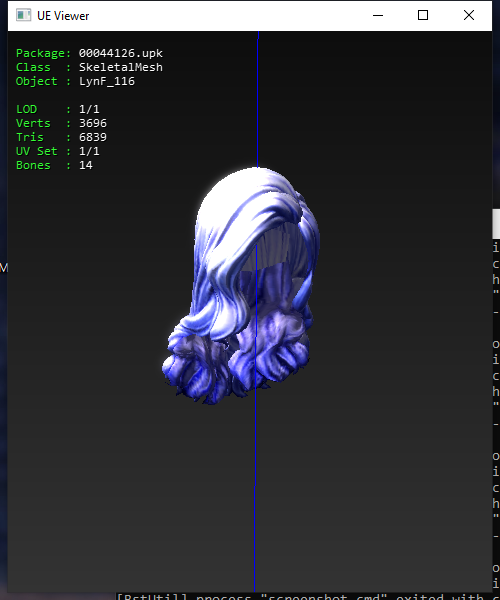 UE Viewer
Package: 00044126.upk
Class  : SkeletalMesh
Object : LynF_116
LOD    : 1/1
Verts  : 3696
Tris   : 6839
UV Set : 1/1
Bones  : 14
M
i
c
h
"
-
o
i
c
h
"
-
o
i
c
h
"
-
o
i
[BstUtil] process "screenshot.cmd" exited with c